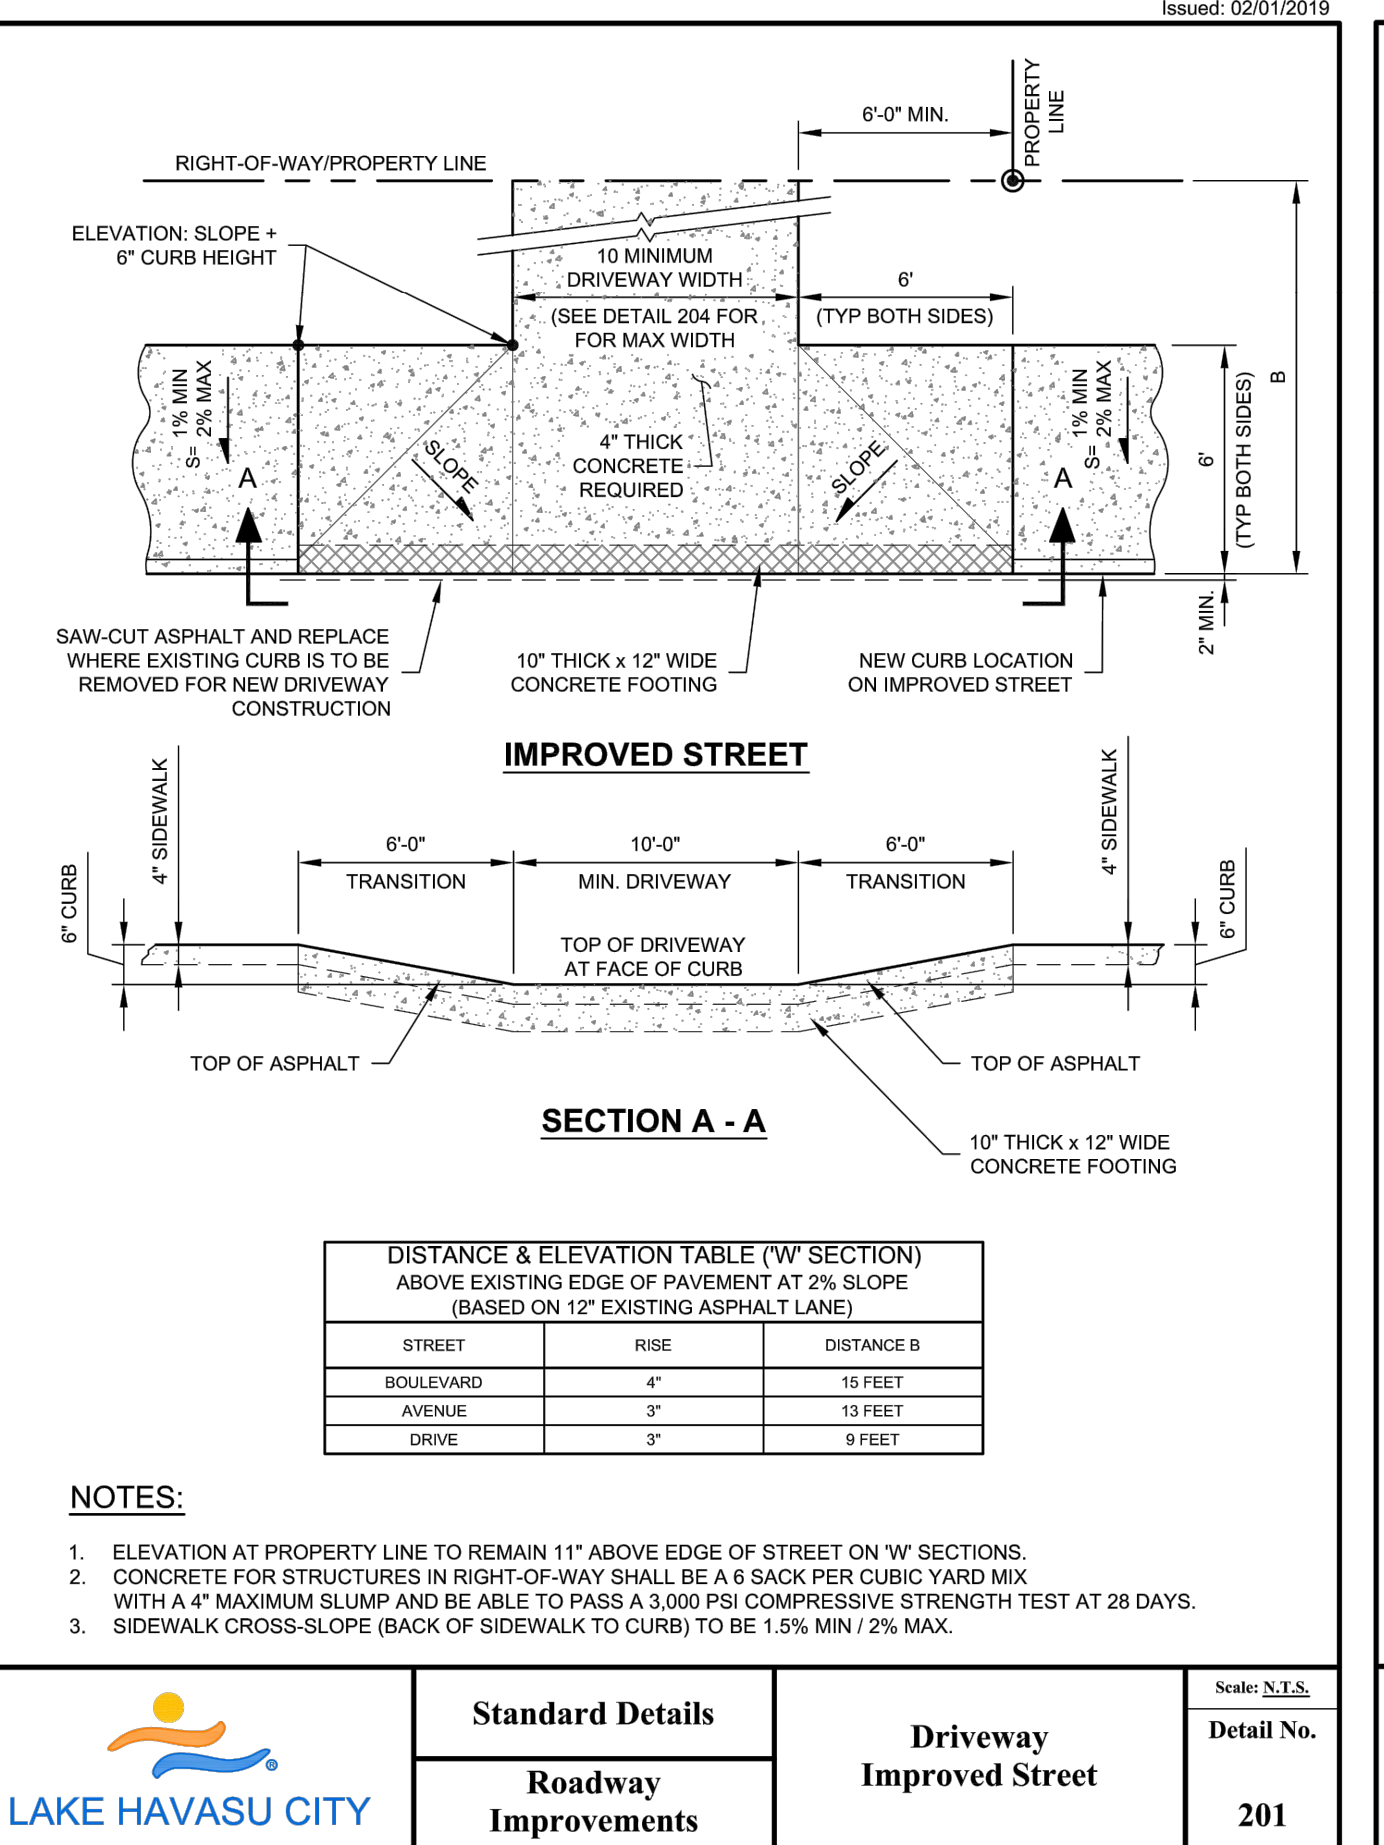 Issued: 02/01/2019
6'-0" MIN.
PROPERTY
LINE
RIGHT-OF-WAY/PROPERTY LINE
ELEVATION: SLOPE +
6" CURB HEIGHT
10 MINIMUM
DRIVEWAY WIDTH
(SEE DETAIL 204 FOR
FOR MAX WIDTH
6'
(TYP BOTH SIDES)
S= 1% MIN
2% MAX
A
SLOPE
4" THICK
CONCRETE
REQUIRED
SLOPE
S= 1% MIN
2% MAX
A
6'
(TYP BOTH SIDES)
B
2" MIN.
SAW-CUT ASPHALT AND REPLACE
WHERE EXISTING CURB IS TO BE
REMOVED FOR NEW DRIVEWAY
CONSTRUCTION
10" THICK x 12" WIDE
CONCRETE FOOTING
NEW CURB LOCATION
ON IMPROVED STREET
IMPROVED STREET
6" CURB
4" SIDEWALK
6'-0"
TRANSITION
10'-0"
MIN. DRIVEWAY
6'-0"
TRANSITION
4" SIDEWALK
6" CURB
TOP OF DRIVEWAY
AT FACE OF CURB
TOP OF ASPHALT
TOP OF ASPHALT
SECTION A - A
10" THICK x 12" WIDE
CONCRETE FOOTING
DISTANCE & ELEVATION TABLE ('W' SECTION)
ABOVE EXISTING EDGE OF PAVEMENT AT 2% SLOPE
(BASED ON 12" EXISTING ASPHALT LANE)
STREET RISE DISTANCE B
BOULEVARD 4" 15 FEET
AVENUE 3" 13 FEET
DRIVE 3" 9 FEET
NOTES:
1. ELEVATION AT PROPERTY LINE TO REMAIN 11" ABOVE EDGE OF STREET ON 'W' SECTIONS.
2. CONCRETE FOR STRUCTURES IN RIGHT-OF-WAY SHALL BE A 6 SACK PER CUBIC YARD MIX
WITH A 4" MAXIMUM SLUMP AND BE ABLE TO PASS A 3,000 PSI COMPRESSIVE STRENGTH TEST AT 28 DAYS.
3. SIDEWALK CROSS-SLOPE (BACK OF SIDEWALK TO CURB) TO BE 1.5% MIN / 2% MAX.
®
LAKE HAVASU CITY
Standard Details
Roadway
Improvements
Driveway
Improved Street
Scale: N.T.S.
Detail No.
201